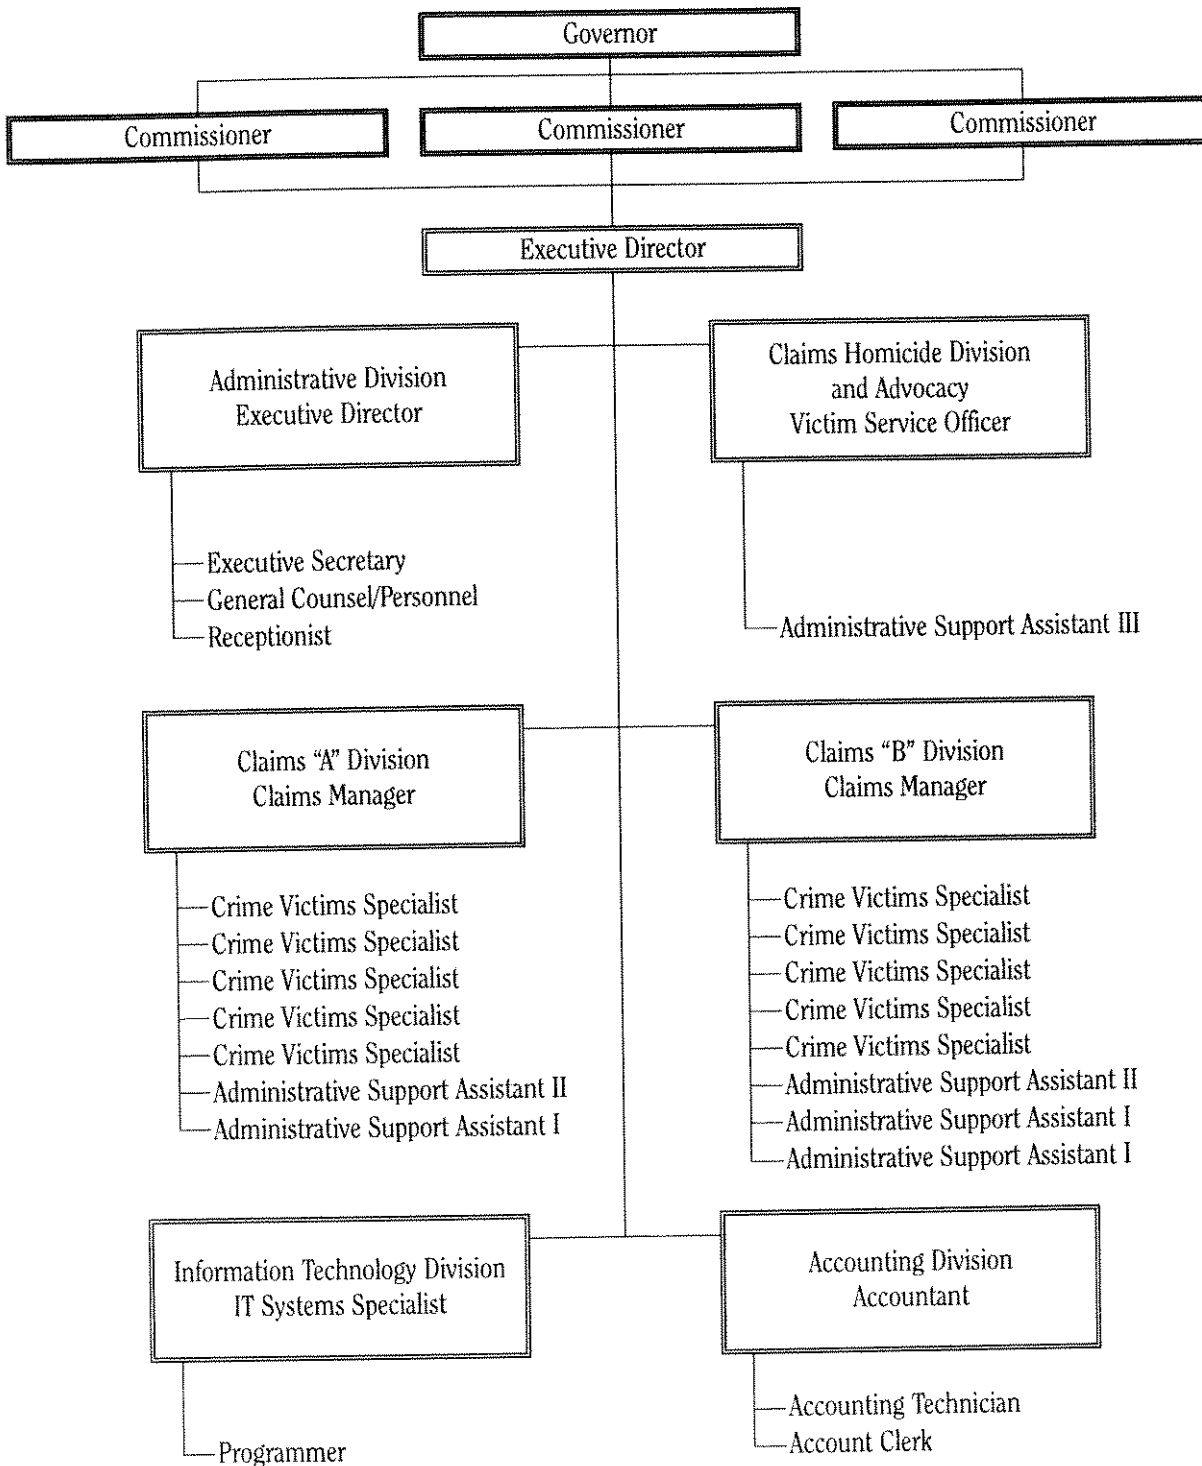 Governor
Commissioner
Commissioner
Commissioner
Executive Director
Administrative Division
Executive Director
Claims Homicide Division
and Advocacy
Victim Service Officer
Executive Secretary
General Counsel/Personnel
Receptionist
Administrative Support Assistant III
Claims “A” Division
Claims Manager
Claims “B” Division
Claims Manager
Crime Victims Specialist
Crime Victims Specialist
Crime Victims Specialist
Crime Victims Specialist
Crime Victims Specialist
Administrative Support Assistant II
Administrative Support Assistant I
Crime Victims Specialist
Crime Victims Specialist
Crime Victims Specialist
Crime Victims Specialist
Crime Victims Specialist
Administrative Support Assistant II
Administrative Support Assistant I
Administrative Support Assistant I
Information Technology Division
IT Systems Specialist
Accounting Division
Accountant
Programmer
Accounting Technician
Account Clerk